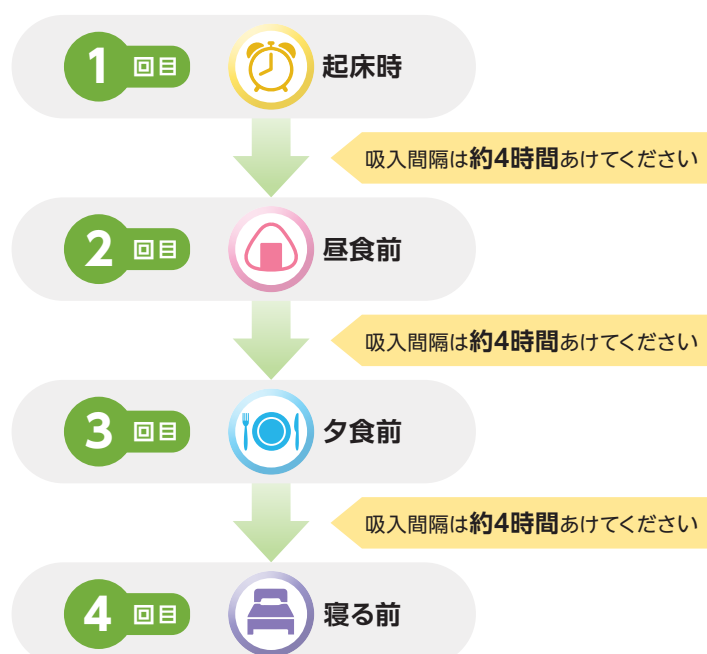 1 回目 起床時
吸入間隔は約4時間あけてください
2 回目 昼食前
吸入間隔は約4時間あけてください
3 回目 夕食前
吸入間隔は約4時間あけてください
4 回目 寝る前